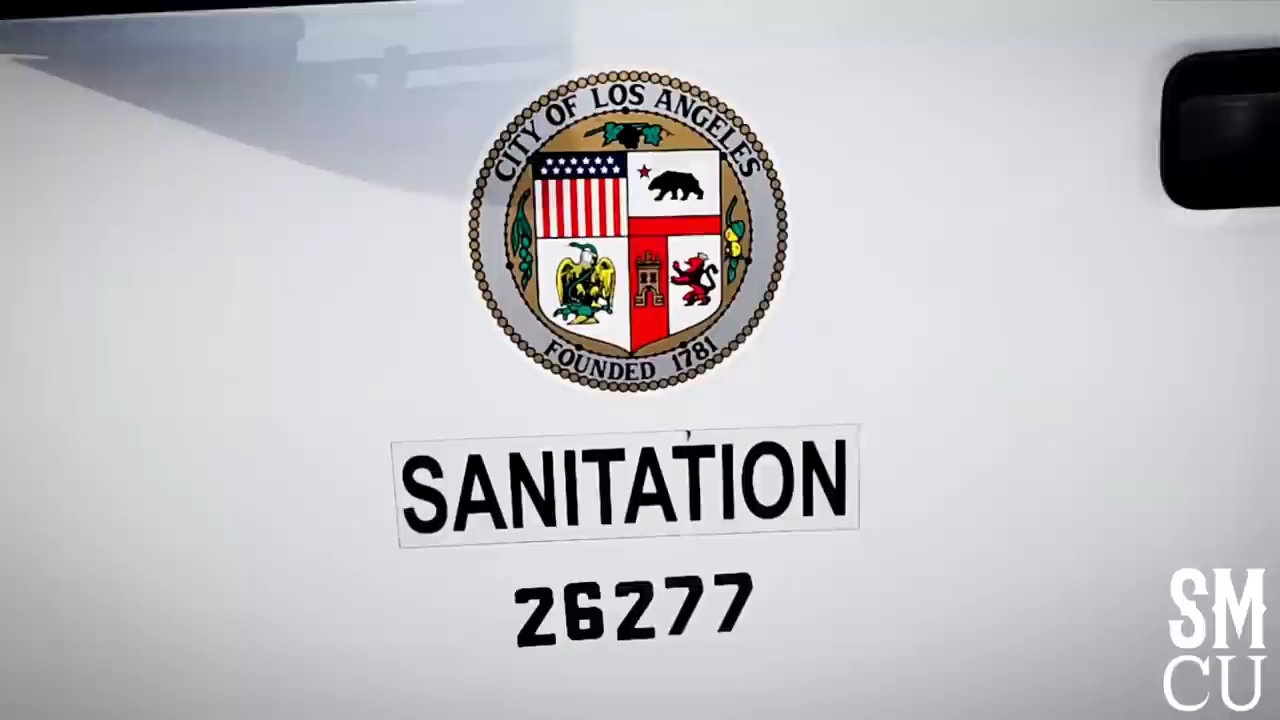 CITY OF LOS ANGELES
FOUNDED 1781
SANITATION
26277
SM
CU